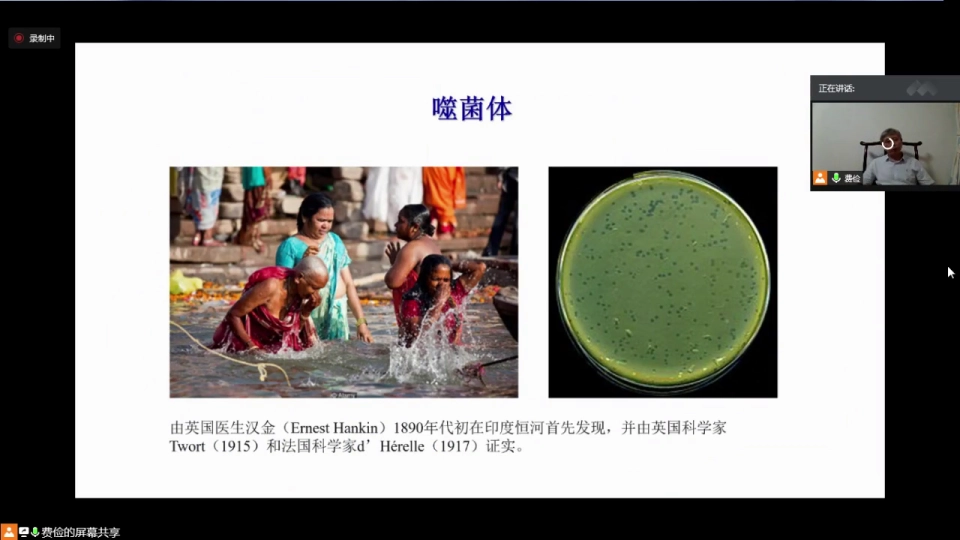 录制中
噬菌体
正在讲话:
费俭
由英国医生汉金（Ernest Hankin）1890年代初在印度恒河首先发现，并由英国科学家
Twort（1915）和法国科学家d’Hérelle（1917）证实。
费俭的屏幕共享